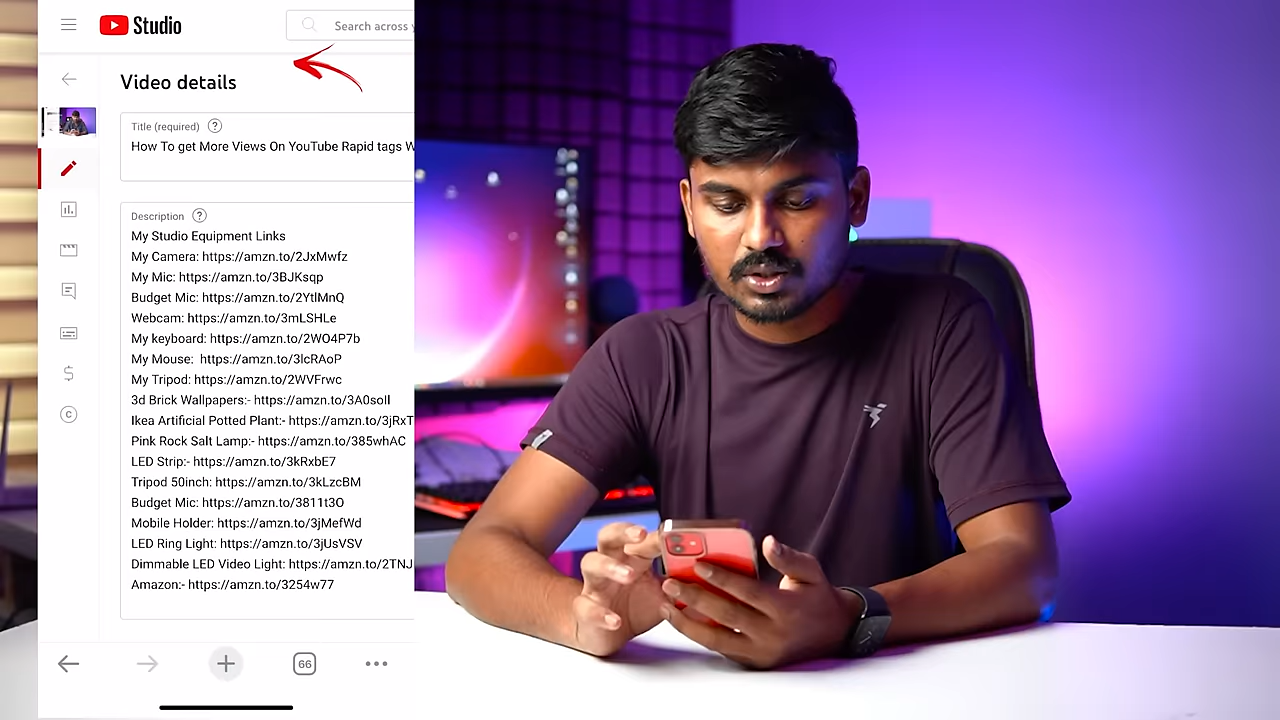 Studio
Search across
Video details
Title (required) ?
How To get More Views On YouTube Rapid tags W
Description ?
My Studio Equipment Links
My Camera: https://amzn.to/2JxMwfz
My Mic: https://amzn.to/3BJKsqp
Budget Mic: https://amzn.to/2YtlMnQ
Webcam: https://amzn.to/3mLSHLe
My keyboard: https://amzn.to/2WO4P7b
My Mouse:  https://amzn.to/3lcRAoP
My Tripod: https://amzn.to/2WVFrwc
3d Brick Wallpapers:- https://amzn.to/3A0soIl
Ikea Artificial Potted Plant:- https://amzn.to/3jRxT
Pink Rock Salt Lamp:- https://amzn.to/385whAC
LED Strip:- https://amzn.to/3kRxbE7
Tripod 50inch: https://amzn.to/3kLzcBM
Budget Mic: https://amzn.to/3811t3O
Mobile Holder: https://amzn.to/3jMefWd
LED Ring Light: https://amzn.to/3jUsVSV
Dimmable LED Video Light: https://amzn.to/2TNJ
Amazon:- https://amzn.to/3254w77
66